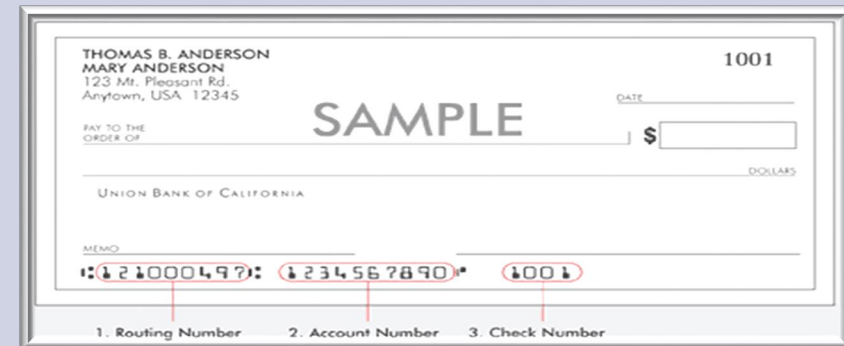 THOMAS B. ANDERSON
MARY ANDERSON
123 Mt. Pleasant Rd.
Anytown, USA 12345
1001
DATE
SAMPLE
PAY TO THE
ORDER OF
$
DOLLARS
UNION BANK OF CALIFORNIA
MEMO
⑆121000497⑆ 1234567890⑈ 1001
1. Routing Number 2. Account Number 3. Check Number